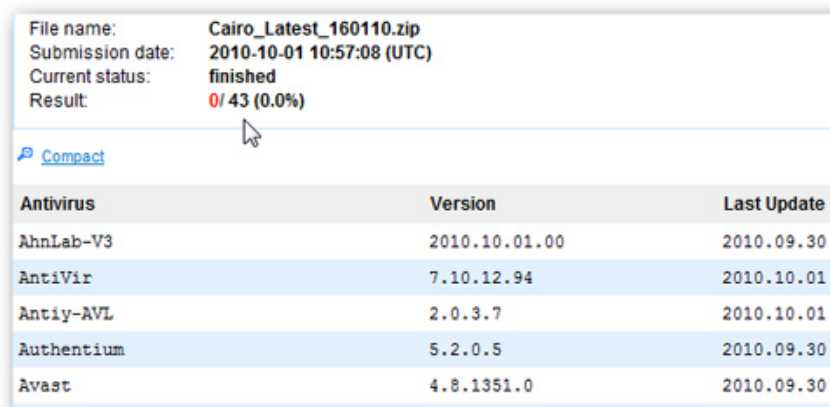 File name: Cairo_Latest_160110.zip
Submission date: 2010-10-01 10:57:08 (UTC)
Current status: finished
Result: 0/ 43 (0.0%)
Compact
Antivirus Version Last Update
AhnLab-V3 2010.10.01.00 2010.09.30
AntiVir 7.10.12.94 2010.10.01
Antiy-AVL 2.0.3.7 2010.10.01
Authentium 5.2.0.5 2010.09.30
Avast 4.8.1351.0 2010.09.30